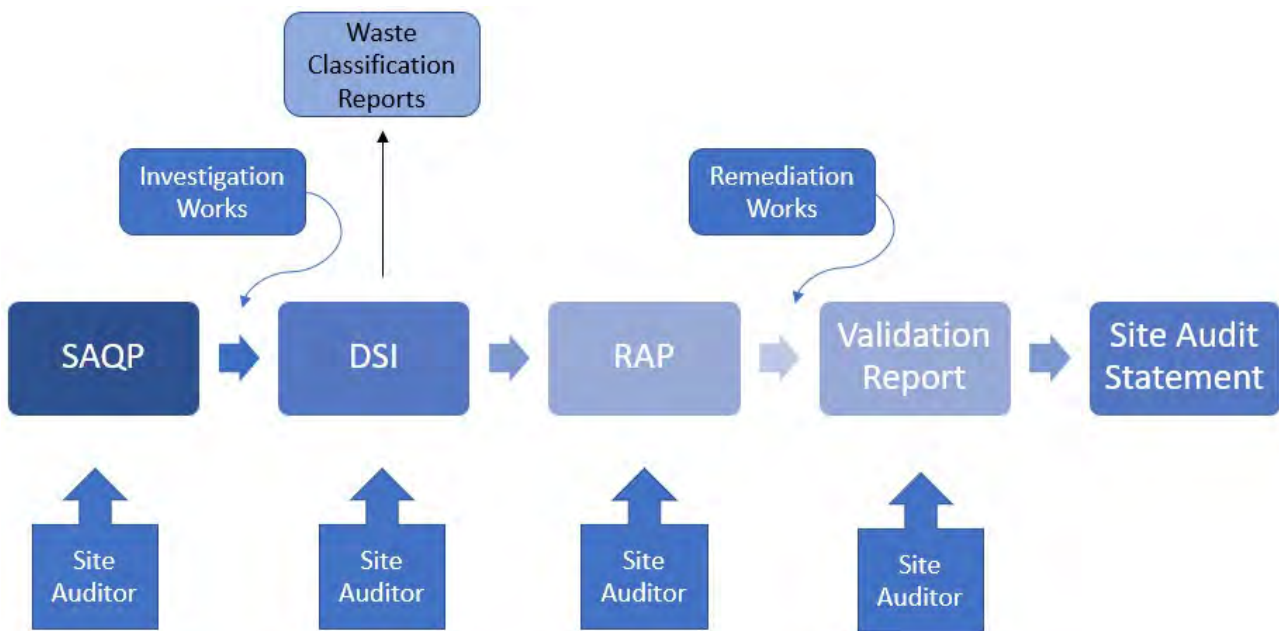 Waste
Classification
Reports
Investigation
Works
Remediation
Works
SAQP
DSI
RAP
Validation
Report
Site Audit
Statement
Site
Auditor
Site
Auditor
Site
Auditor
Site
Auditor